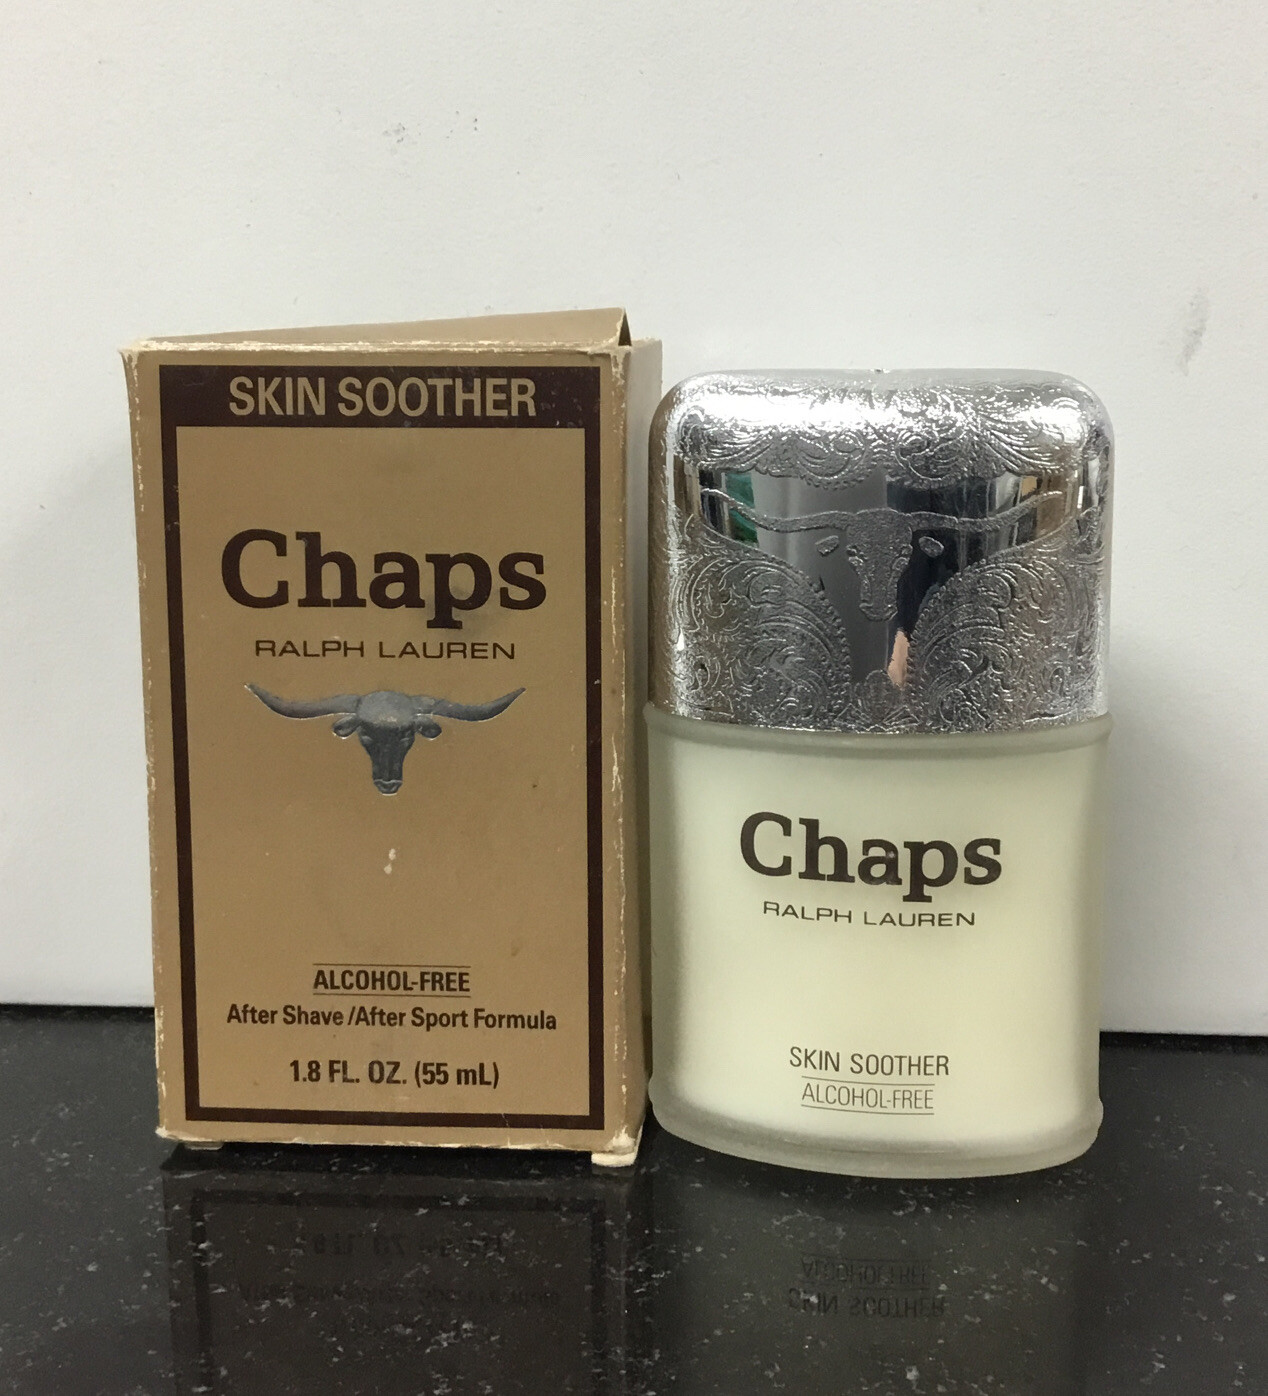 SKIN SOOTHER
Chaps
RALPH LAUREN
ALCOHOL-FREE
After Shave/After Sport Formula
1.8 FL. OZ. (55 mL)
Chaps
RALPH LAUREN
SKIN SOOTHER
ALCOHOL-FREE